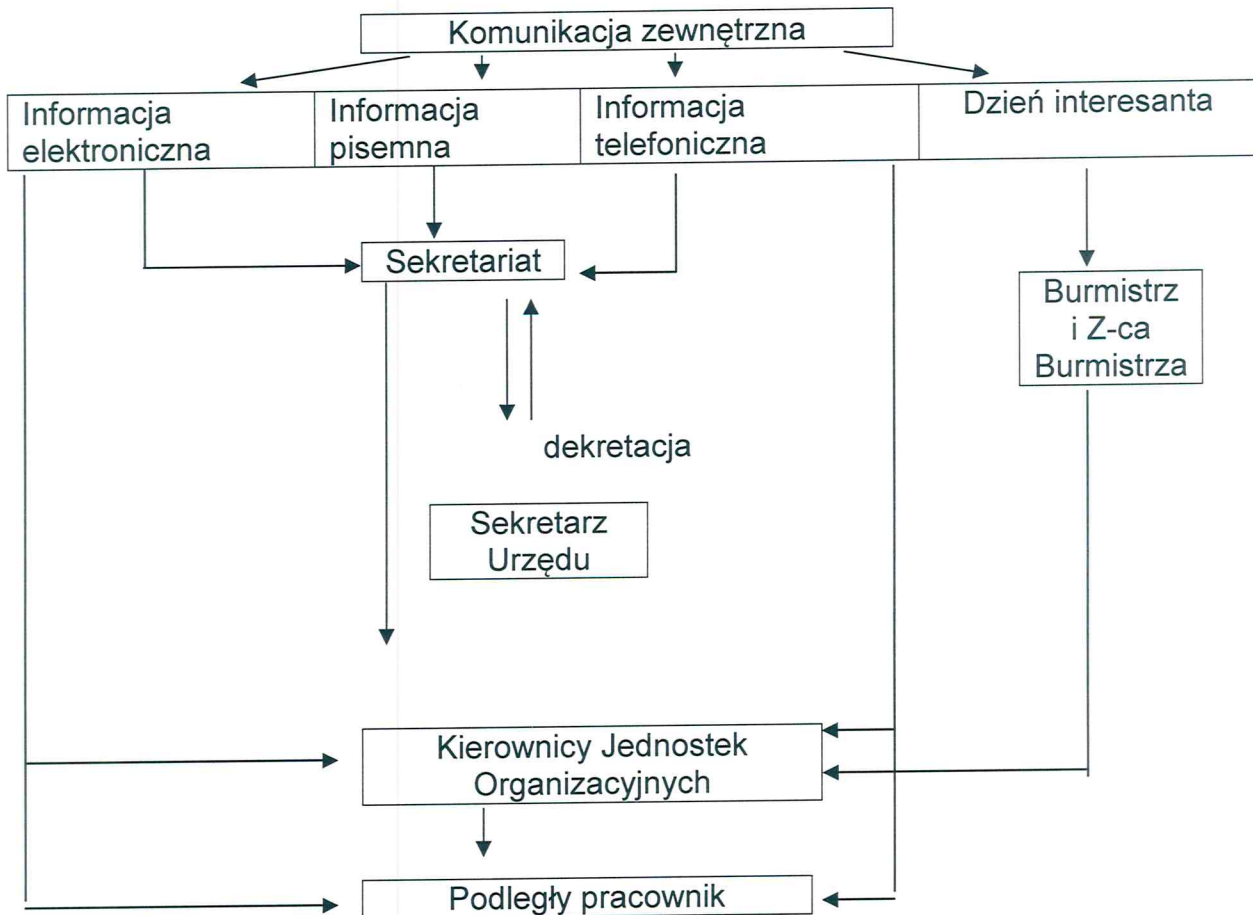 Komunikacja zewnętrzna
Informacja
elektroniczna
Informacja
pisemna
Informacja
telefoniczna
Dzień interesanta
Sekretariat
Burmistrz
i Z-ca
Burmistrza
dekretacja
Sekretarz
Urzędu
Kierownicy Jednostek
Organizacyjnych
Podległy pracownik